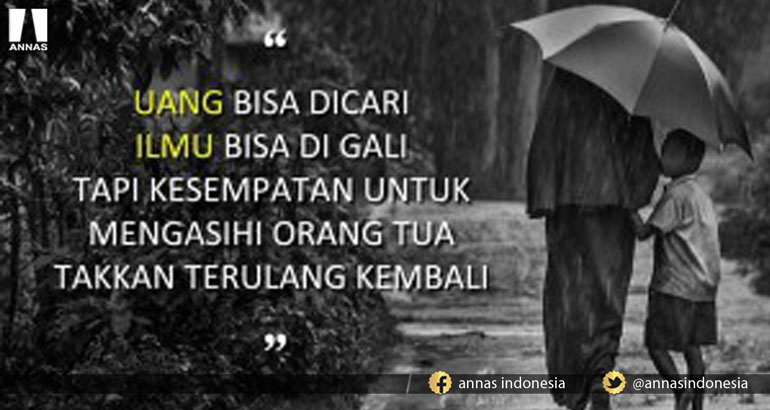 ANNAS
“
UANG BISA DICARI
ILMU BISA DI GALI
TAPI KESEMPATAN UNTUK
MENGASIHI ORANG TUA
TAKKAN TERULANG KEMBALI
”
annas indonesia
@annasindonesia